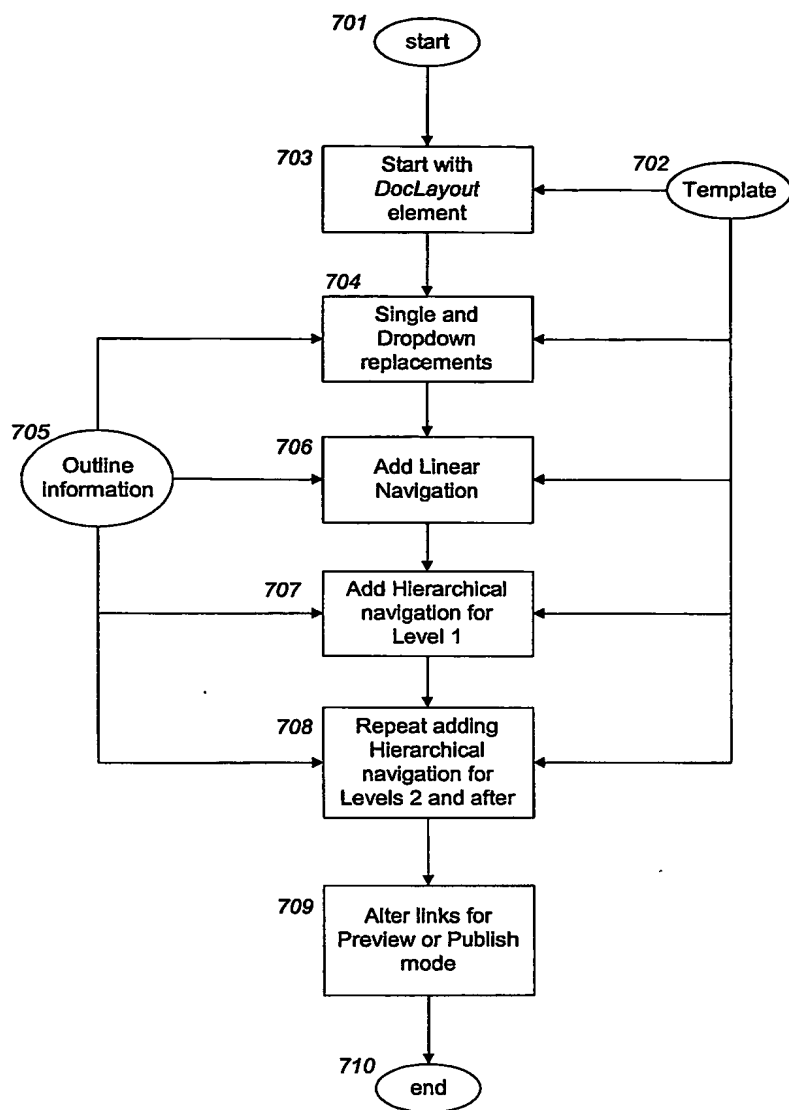 701
start
703
Start with
DocLayout
element
702
Template
704
Single and
Dropdown
replacements
705
Outline
information
706
Add Linear
Navigation
707
Add Hierarchical
navigation for
Level 1
708
Repeat adding
Hierarchical
navigation for
Levels 2 and after
709
Alter links for
Preview or Publish
mode
710
end